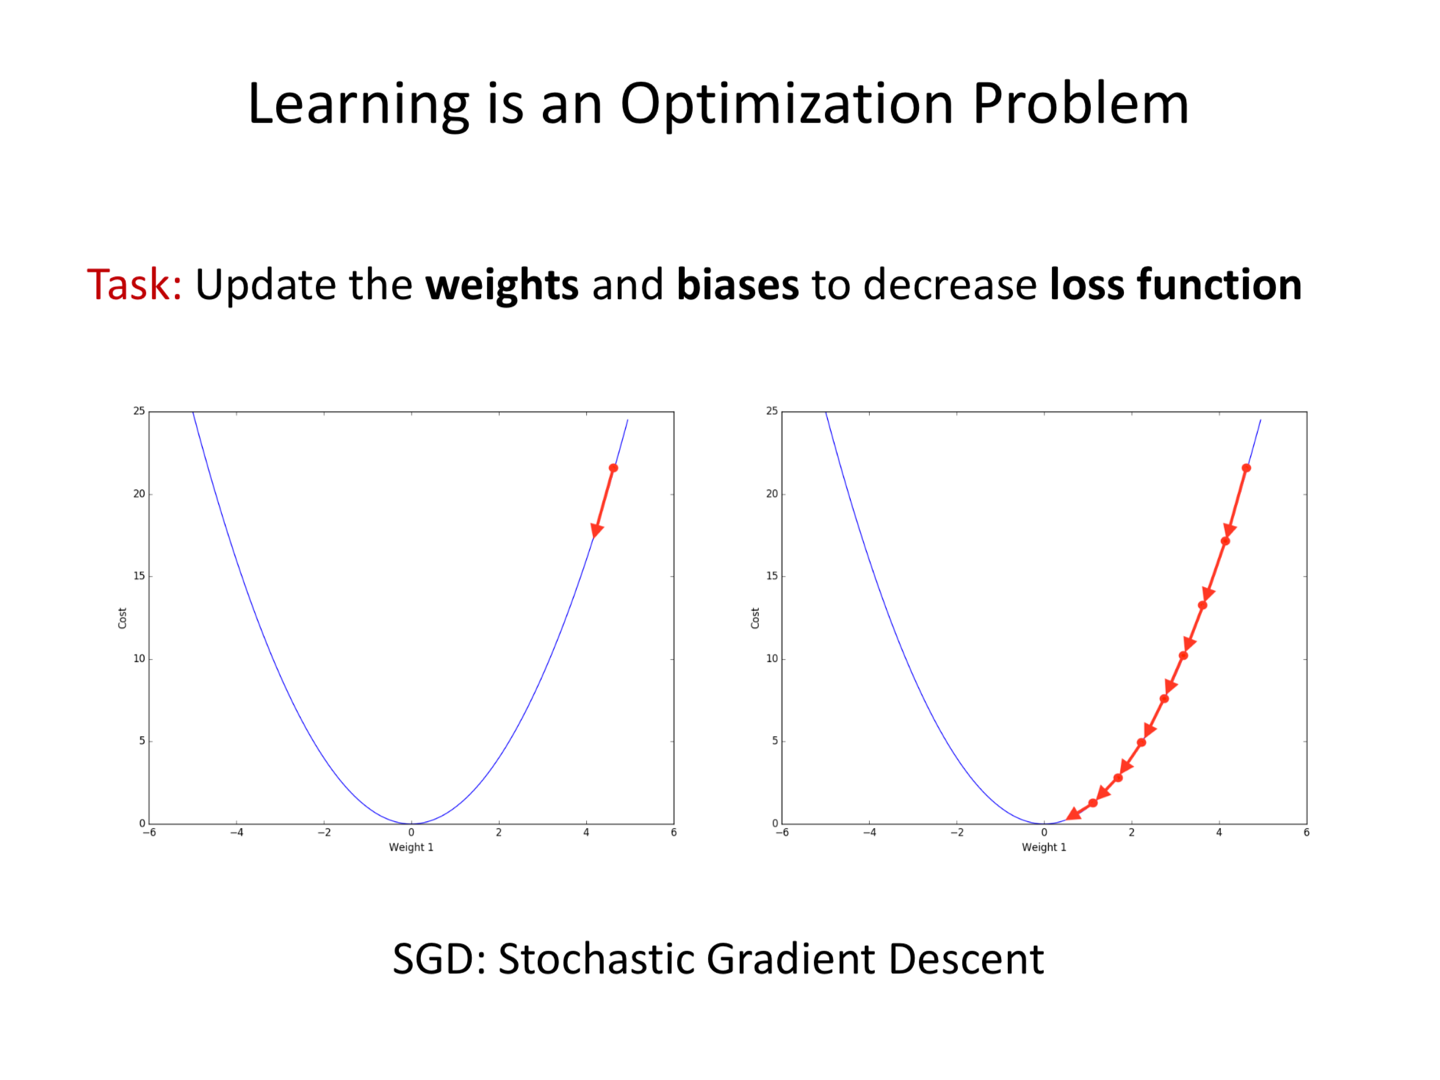 Learning is an Optimization Problem
Task: Update the weights and biases to decrease loss function
25
20
15
10
5
0
Cost
−6 −4 −2 0 2 4 6
Weight 1
25
20
15
10
5
0
Cost
−6 −4 −2 0 2 4 6
Weight 1
SGD: Stochastic Gradient Descent